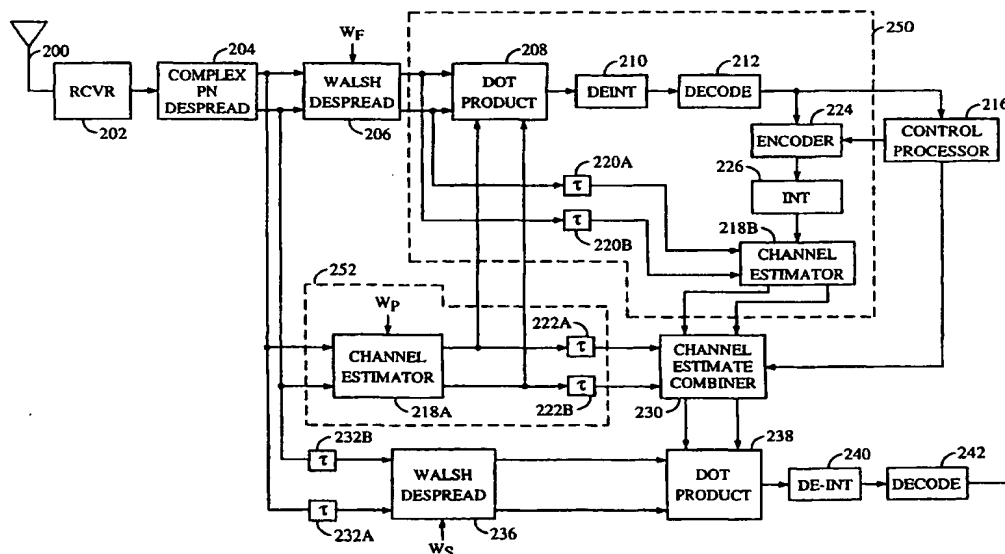 200
RCVR
202
204
COMPLEX
PN
DESPREAD
W_F
WALSH
DESPREAD
206
208
DOT
PRODUCT
210
DEINT
212
DECODE
250
224
ENCODER
216
CONTROL
PROCESSOR
226
INT
220A
τ
τ
220B
218B
CHANNEL
ESTIMATOR
252
W_P
CHANNEL
ESTIMATOR
218A
222A
τ
τ
222B
CHANNEL
ESTIMATE
COMBINER
230
232B
τ
τ
232A
WALSH
DESPREAD
236
W_S
238
DOT
PRODUCT
240
DE-INT
242
DECODE